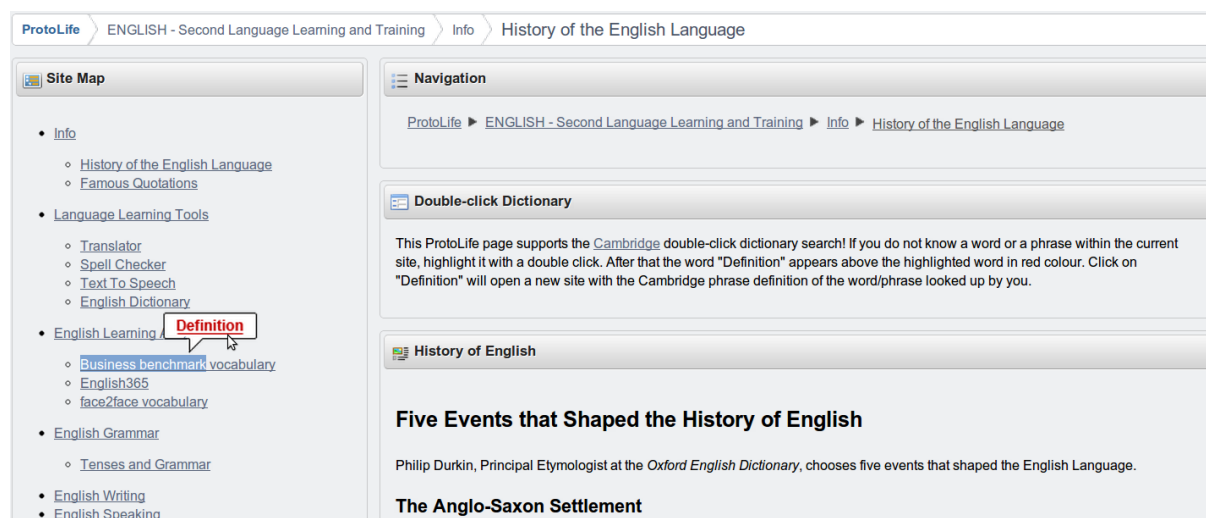 ProtoLife ENGLISH - Second Language Learning and Training Info History of the English Language
Site Map
Info
History of the English Language
Famous Quotations
Language Learning Tools
Translator
Spell Checker
Text To Speech
English Dictionary
English Learning
Definition
Business benchmark vocabulary
English365
face2face vocabulary
English Grammar
Tenses and Grammar
English Writing
English Speaking
Navigation
ProtoLife ► ENGLISH - Second Language Learning and Training ► Info ► History of the English Language
Double-click Dictionary
This ProtoLife page supports the Cambridge double-click dictionary search! If you do not know a word or a phrase within the current
site, highlight it with a double click. After that the word "Definition" appears above the highlighted word in red colour. Click on
"Definition" will open a new site with the Cambridge phrase definition of the word/phrase looked up by you.
History of English
Five Events that Shaped the History of English
Philip Durkin, Principal Etymologist at the Oxford English Dictionary, chooses five events that shaped the English Language.
The Anglo-Saxon Settlement